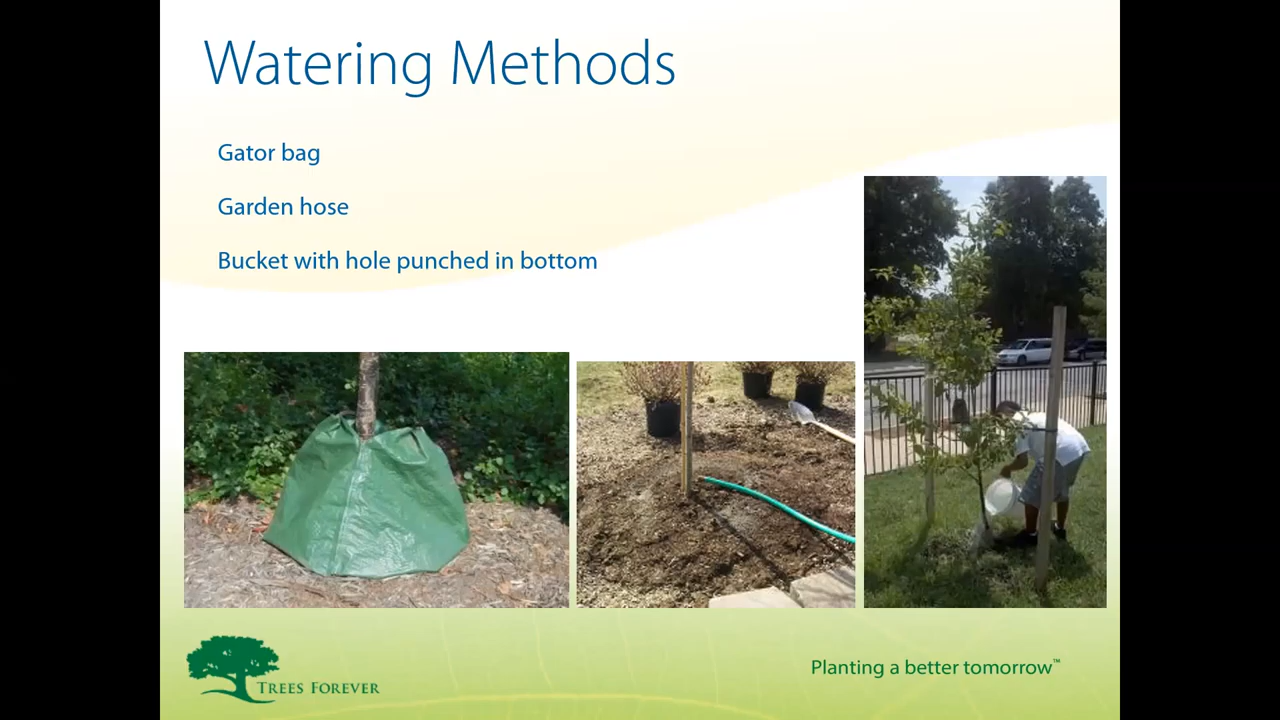 Watering Methods
Gator bag
Garden hose
Bucket with hole punched in bottom
TREES FOREVER
Planting a better tomorrow™